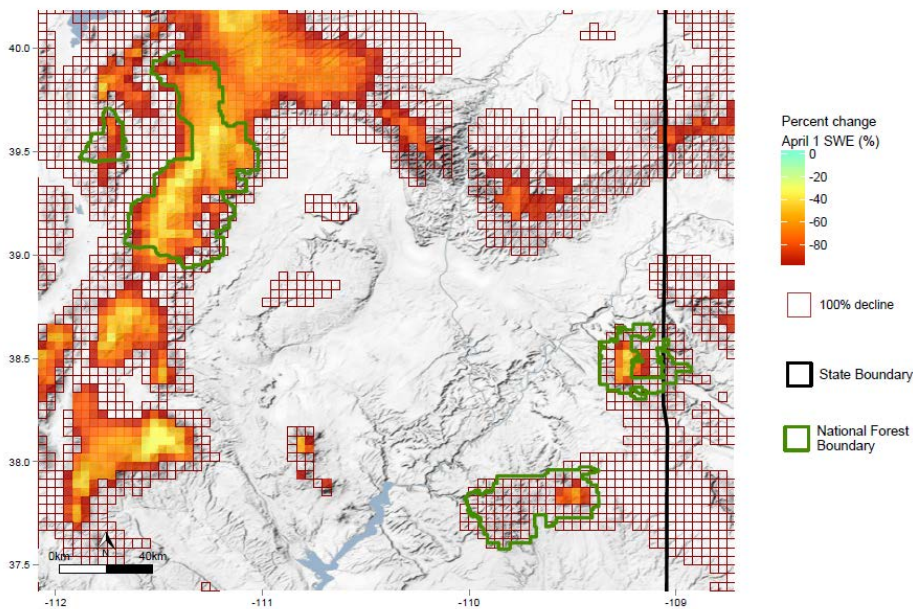 40.0
39.5
39.0
38.5
38.0
37.5
-112
-111
-110
-109
N
0km
40km
Percent change
April 1 SWE (%)
0
-20
-40
-60
-80
100% decline
State Boundary
National Forest
Boundary